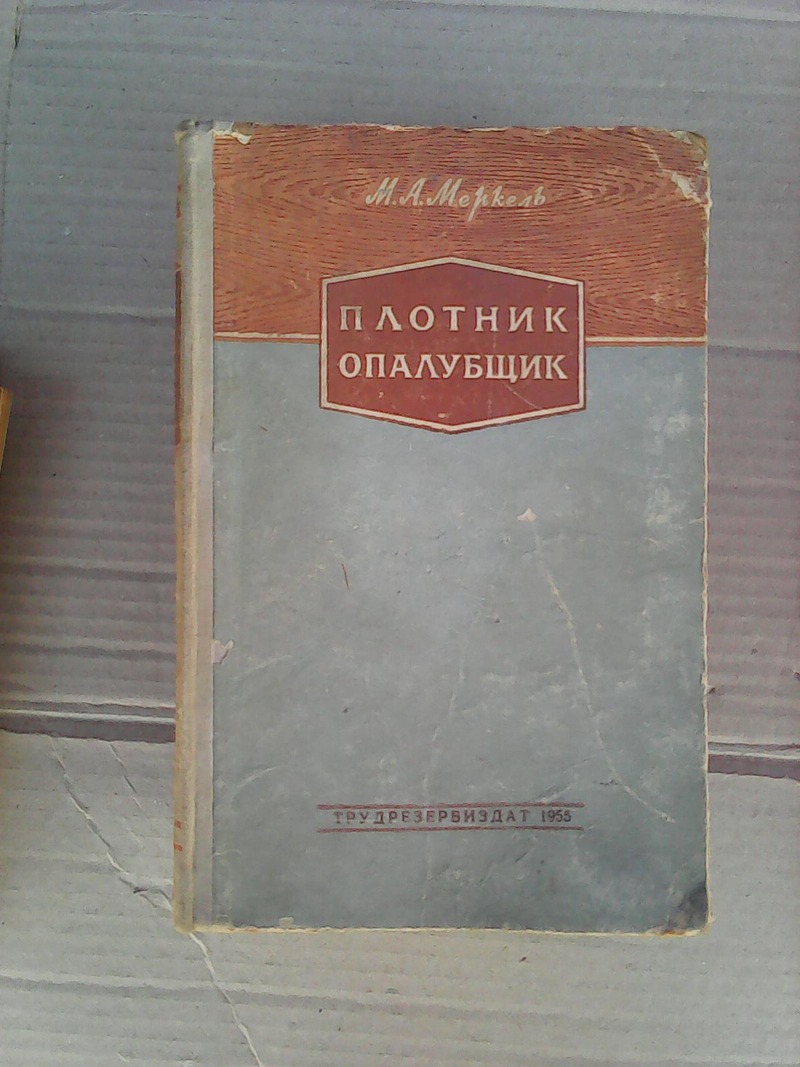 М. А. Меркель
ПЛОТНИК
ОПАЛУБЩИК
ТРУДРЕЗЕРВИЗДАТ 1955